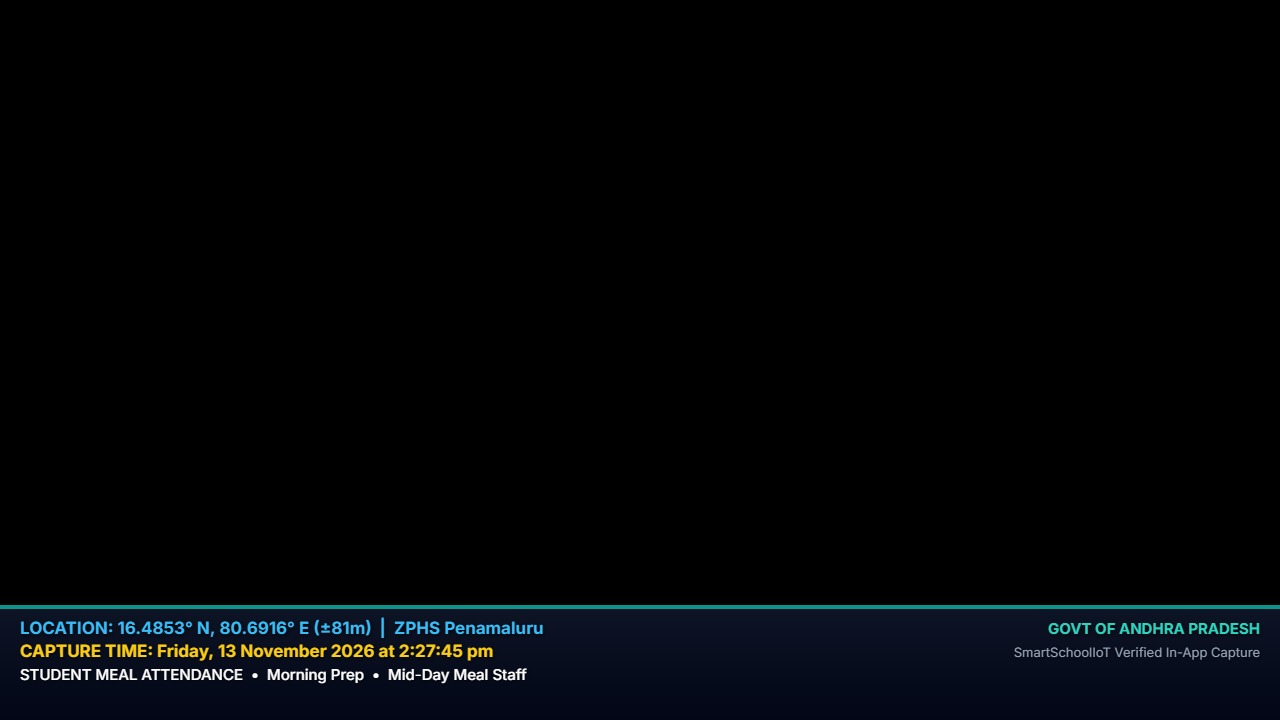 LOCATION: 16.4853° N, 80.6916° E (±81m) | ZPHS Penamaluru
CAPTURE TIME: Friday, 13 November 2026 at 2:27:45 pm
STUDENT MEAL ATTENDANCE • Morning Prep • Mid-Day Meal Staff
GOVT OF ANDHRA PRADESH
SmartSchoolIoT Verified In-App Capture